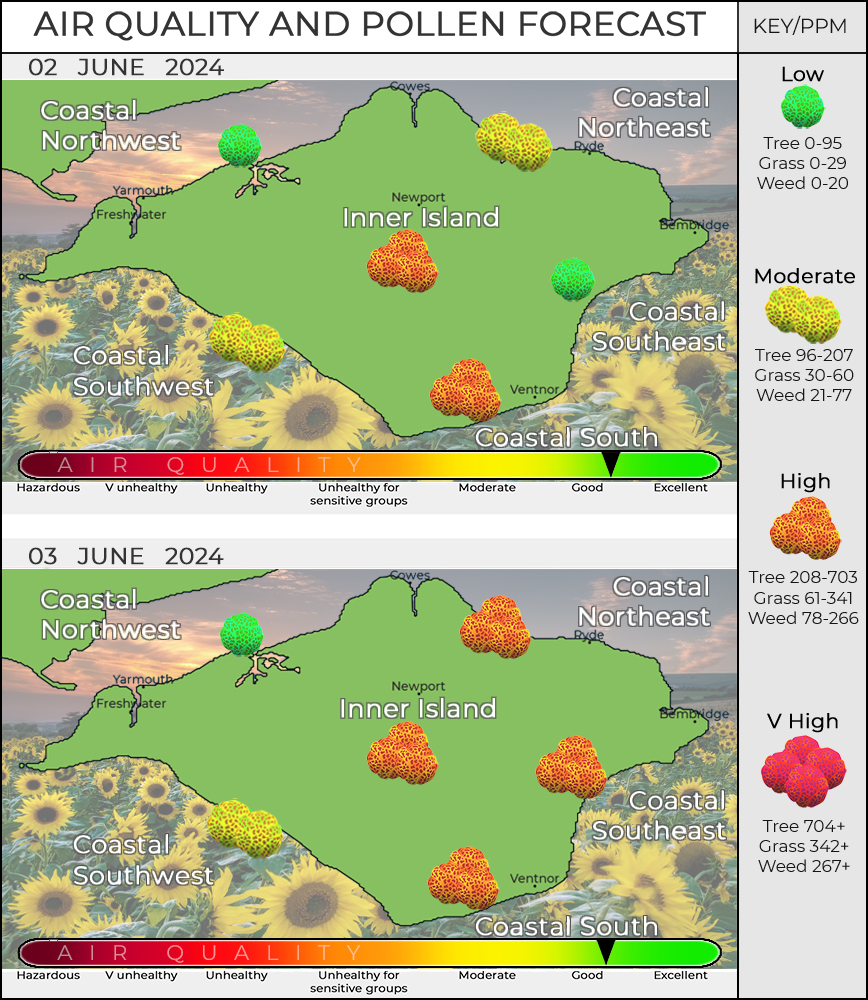 AIR QUALITY AND POLLEN FORECAST
KEY/PPM
02 JUNE 2024
Coastal
Northwest
Cowes
Coastal
Northeast
Ryde
Yarmouth
Freshwater
Newport
Inner Island
Bembridge
Coastal
Southeast
Coastal
Southwest
Ventnor
Coastal South
AIR QUALITY
Hazardous
V unhealthy
Unhealthy
Unhealthy for
sensitive groups
Moderate
Good
Excellent
03 JUNE 2024
Coastal
Northwest
Cowes
Coastal
Northeast
Ryde
Yarmouth
Freshwater
Newport
Inner Island
Bembridge
Coastal
Southeast
Coastal
Southwest
Ventnor
Coastal South
AIR QUALITY
Hazardous
V unhealthy
Unhealthy
Unhealthy for
sensitive groups
Moderate
Good
Excellent
Low
Tree 0-95
Grass 0-29
Weed 0-20
Moderate
Tree 96-207
Grass 30-60
Weed 21-77
High
Tree 208-703
Grass 61-341
Weed 78-266
V High
Tree 704+
Grass 342+
Weed 267+